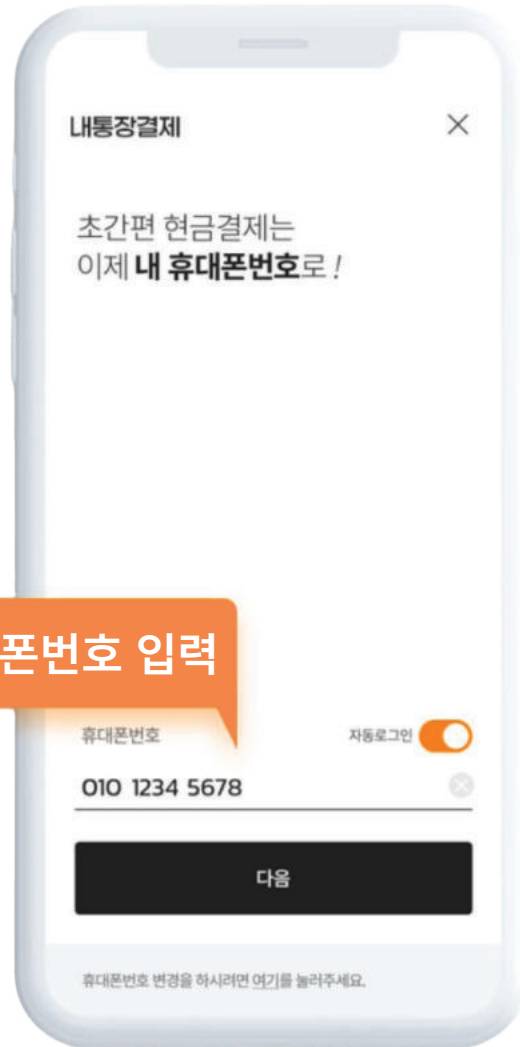 내통장결제
초간편 현금결제는
이제 내 휴대폰번호로 !
폰번호 입력
휴대폰번호 자동로그인
010 1234 5678
다음
휴대폰번호 변경을 하시려면 여기를 눌러주세요.